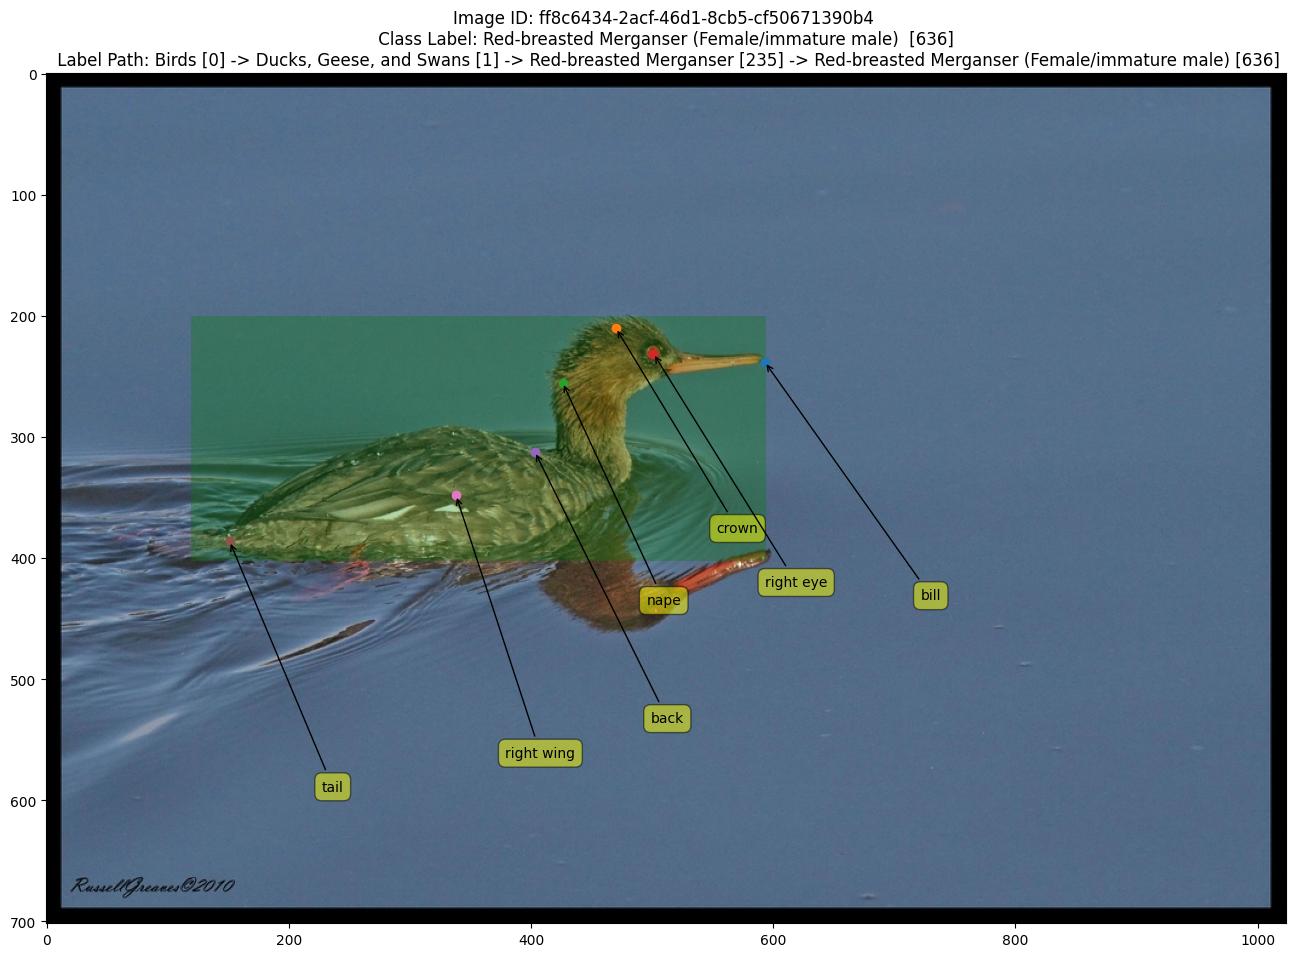 Image ID: ff8c6434-2acf-46d1-8cb5-cf50671390b4
Class Label: Red-breasted Merganser (Female/immature male)  [636]
Label Path: Birds [0] -> Ducks, Geese, and Swans [1] -> Red-breasted Merganser [235] -> Red-breasted Merganser (Female/immature male) [636]
0
100
200
300
400
500
600
700
crown
right eye
bill
nape
back
right wing
tail
RussellGreaves©2010
0
200
400
600
800
1000